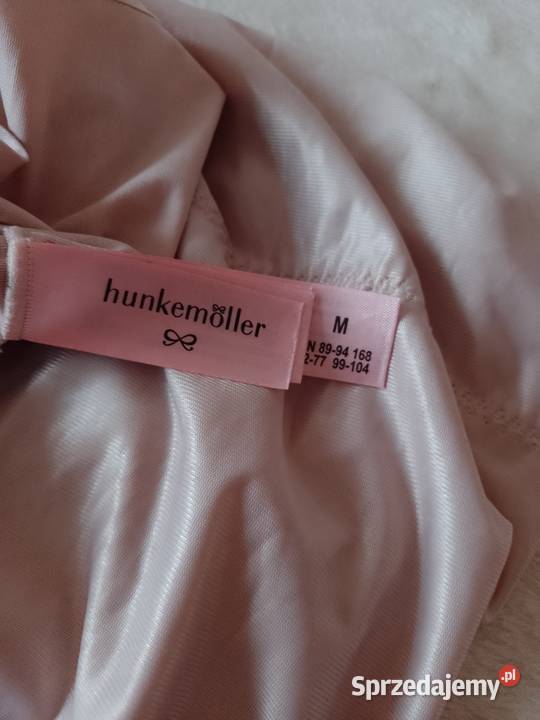 hunkemöller
M
N 89-94 168
2-77 99-104
Sprzedajemy.pl